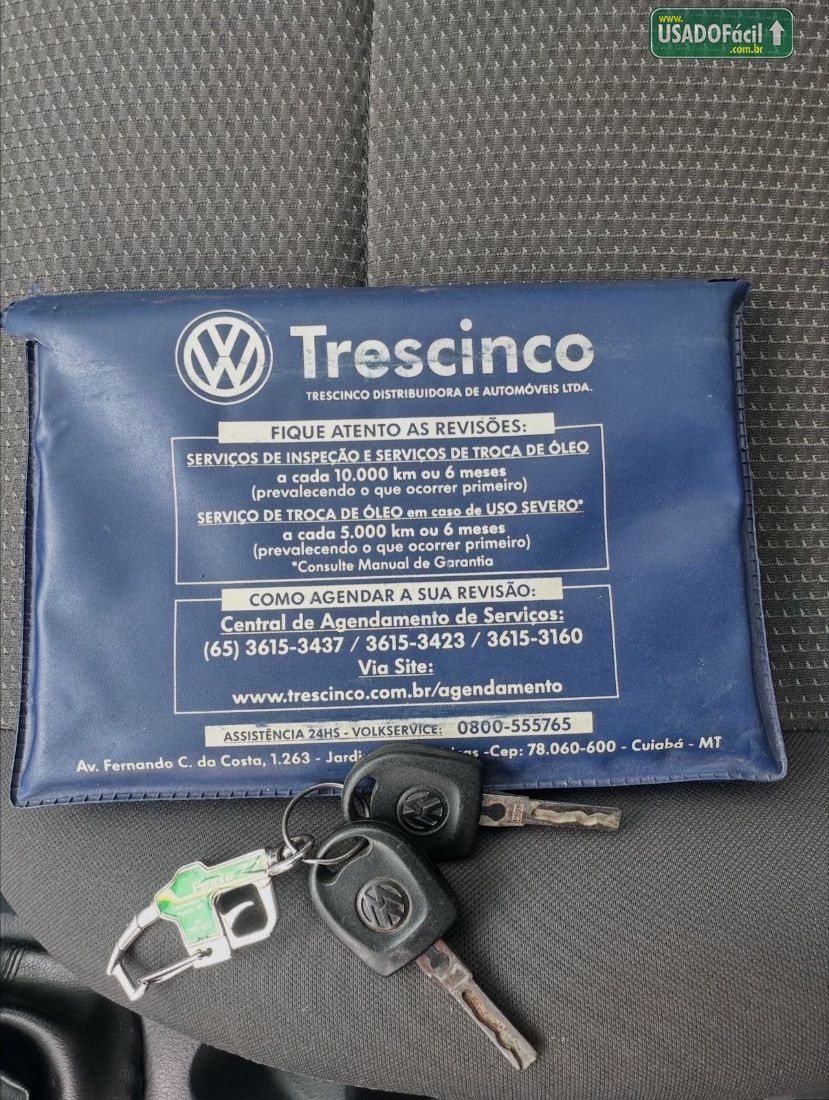 www.
USADOFácil
.com.br
Trescinco
TRESCINCO DISTRIBUIDORA DE AUTOMÓVEIS LTDA.
FIQUE ATENTO AS REVISÕES:
SERVIÇOS DE INSPEÇÃO E SERVIÇOS DE TROCA DE ÓLEO
a cada 10.000 km ou 6 meses
(prevalecendo o que ocorrer primeiro)
SERVIÇO DE TROCA DE ÓLEO em caso de USO SEVERO*
a cada 5.000 km ou 6 meses
(prevalecendo o que ocorrer primeiro)
*Consulte Manual de Garantia
COMO AGENDAR A SUA REVISÃO:
Central de Agendamento de Serviços:
(65) 3615-3437 / 3615-3423 / 3615-3160
Via Site:
www.trescinco.com.br/agendamento
ASSISTÊNCIA 24HS - VOLKSERVICE: 0800-555765
Av. Fernando C. da Costa, 1.263 - -Cep: 78.060-600 - Cuiabá - MT